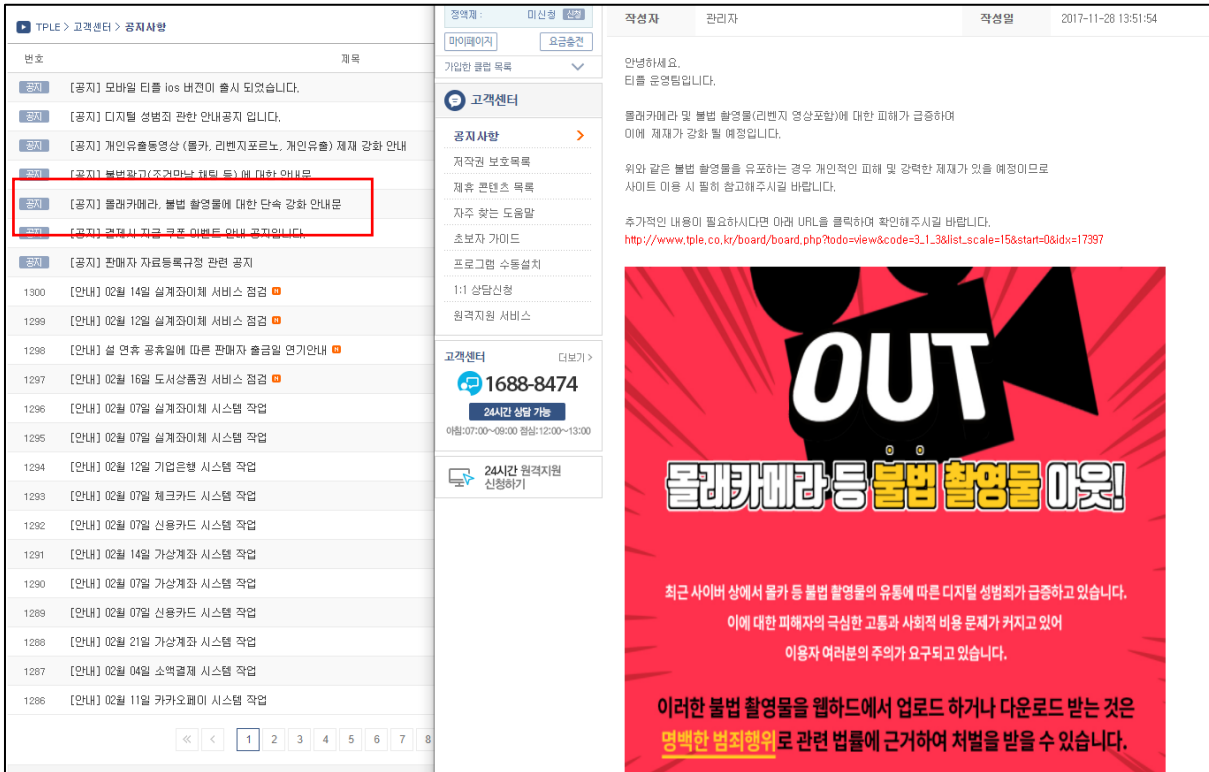 TPLE > 고객센터 > 공지사항
번호 제목
공지 [공지] 모바일 티플 ios 버젼이 출시 되었습니다.
공지 [공지] 디지털 성범죄 관한 안내공지 입니다.
공지 [공지] 개인유출동영상 (몰카, 리벤지포르노, 개인유출) 제재 강화 안내
공지 [공지] 불법광고(조건만남 채팅 등) 에 대한 안내문
공지 [공지] 몰래카메라, 불법 촬영물에 대한 단속 강화 안내문
공지 [공지] 결제시 지급 쿠폰 이벤트 안내 공지입니다.
공지 [공지] 판매자 자료등록규정 관련 공지
1300 [안내] 02월 14일 실계좌이체 서비스 점검 N
1299 [안내] 02월 12일 실계좌이체 서비스 점검 N
1298 [안내] 설 연휴 공휴일에 따른 판매자 출금일 연기안내 N
1297 [안내] 02월 16일 도서상품권 서비스 점검 N
1296 [안내] 02월 07일 실계좌이체 시스템 작업
1295 [안내] 02월 07일 실계좌이체 시스템 작업
1294 [안내] 02월 12일 기업은행 시스템 작업
1293 [안내] 02월 07일 체크카드 시스템 작업
1292 [안내] 02월 07일 신용카드 시스템 작업
1291 [안내] 02월 14일 가상계좌 시스템 작업
1290 [안내] 02월 07일 가상계좌 시스템 작업
1289 [안내] 02월 07일 신용카드 시스템 작업
1288 [안내] 02월 21일 가상계좌 시스템 작업
1287 [안내] 02월 04일 소액결제 시스템 작업
1286 [안내] 02월 11일 카카오페이 시스템 작업
« < 1 2 3 4 5 6 7 8
정액제 : 미신청 신청
마이페이지 요금충전
가입한 클럽 목록
고객센터
공지사항 >
저작권 보호목록
제휴 콘텐츠 목록
자주 찾는 도움말
초보자 가이드
프로그램 수동설치
1:1 상담신청
원격지원 서비스
고객센터 더보기 >
1688-8474
24시간 상담 가능
아침:07:00~09:00 점심:12:00~13:00
24시간 원격지원
신청하기
작성자 관리자 작성일 2017-11-28 13:51:54
안녕하세요.
티플 운영팀입니다.
몰래카메라 및 불법 촬영물(리벤지 영상포함)에 대한 피해가 급증하여
이에 제재가 강화 될 예정입니다.
위와 같은 불법 촬영물을 유포하는 경우 개인적인 피해 및 강력한 제재가 있을 예정이므로
사이트 이용 시 필히 참고해주시길 바랍니다.
추가적인 내용이 필요하시다면 아래 URL을 클릭하여 확인해주시길 바랍니다.
http://www.tple.co.kr/board/board.php?todo=view&code=3_1_3&list_scale=15&start=0&idx=17397
OUT
몰래카메라 등 불법 촬영물 아웃!
최근 사이버 상에서 몰카 등 불법 촬영물의 유통에 따른 디지털 성범죄가 급증하고 있습니다.
이에 대한 피해자의 극심한 고통과 사회적 비용 문제가 커지고 있어
이용자 여러분의 주의가 요구되고 있습니다.
이러한 불법 촬영물을 웹하드에서 업로드 하거나 다운로드 받는 것은
명백한 범죄행위로 관련 법률에 근거하여 처벌을 받을 수 있습니다.